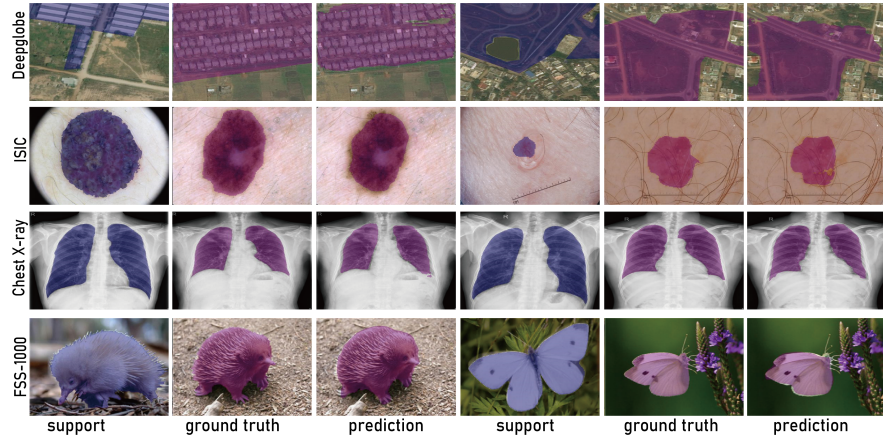 Deepglobe
ISIC
Chest X-ray
FSS-1000
support ground truth prediction support ground truth prediction